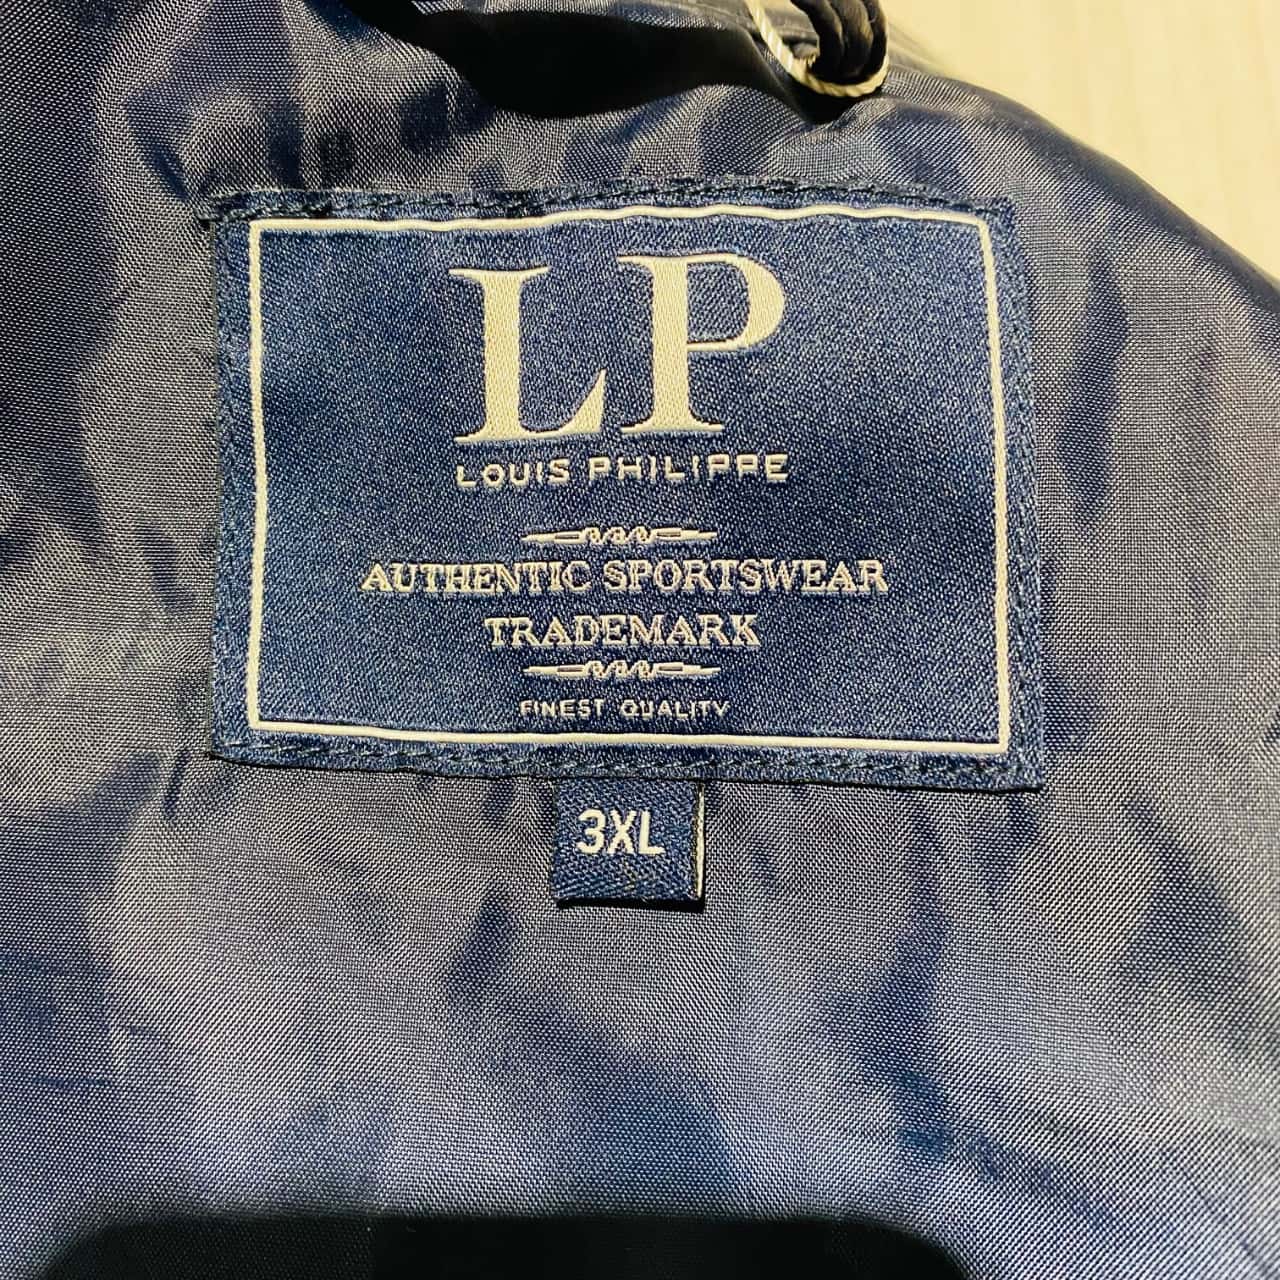 LP
LOUIS PHILIPPE
AUTHENTIC SPORTSWEAR
TRADEMARK
FINEST QUALITY
3XL